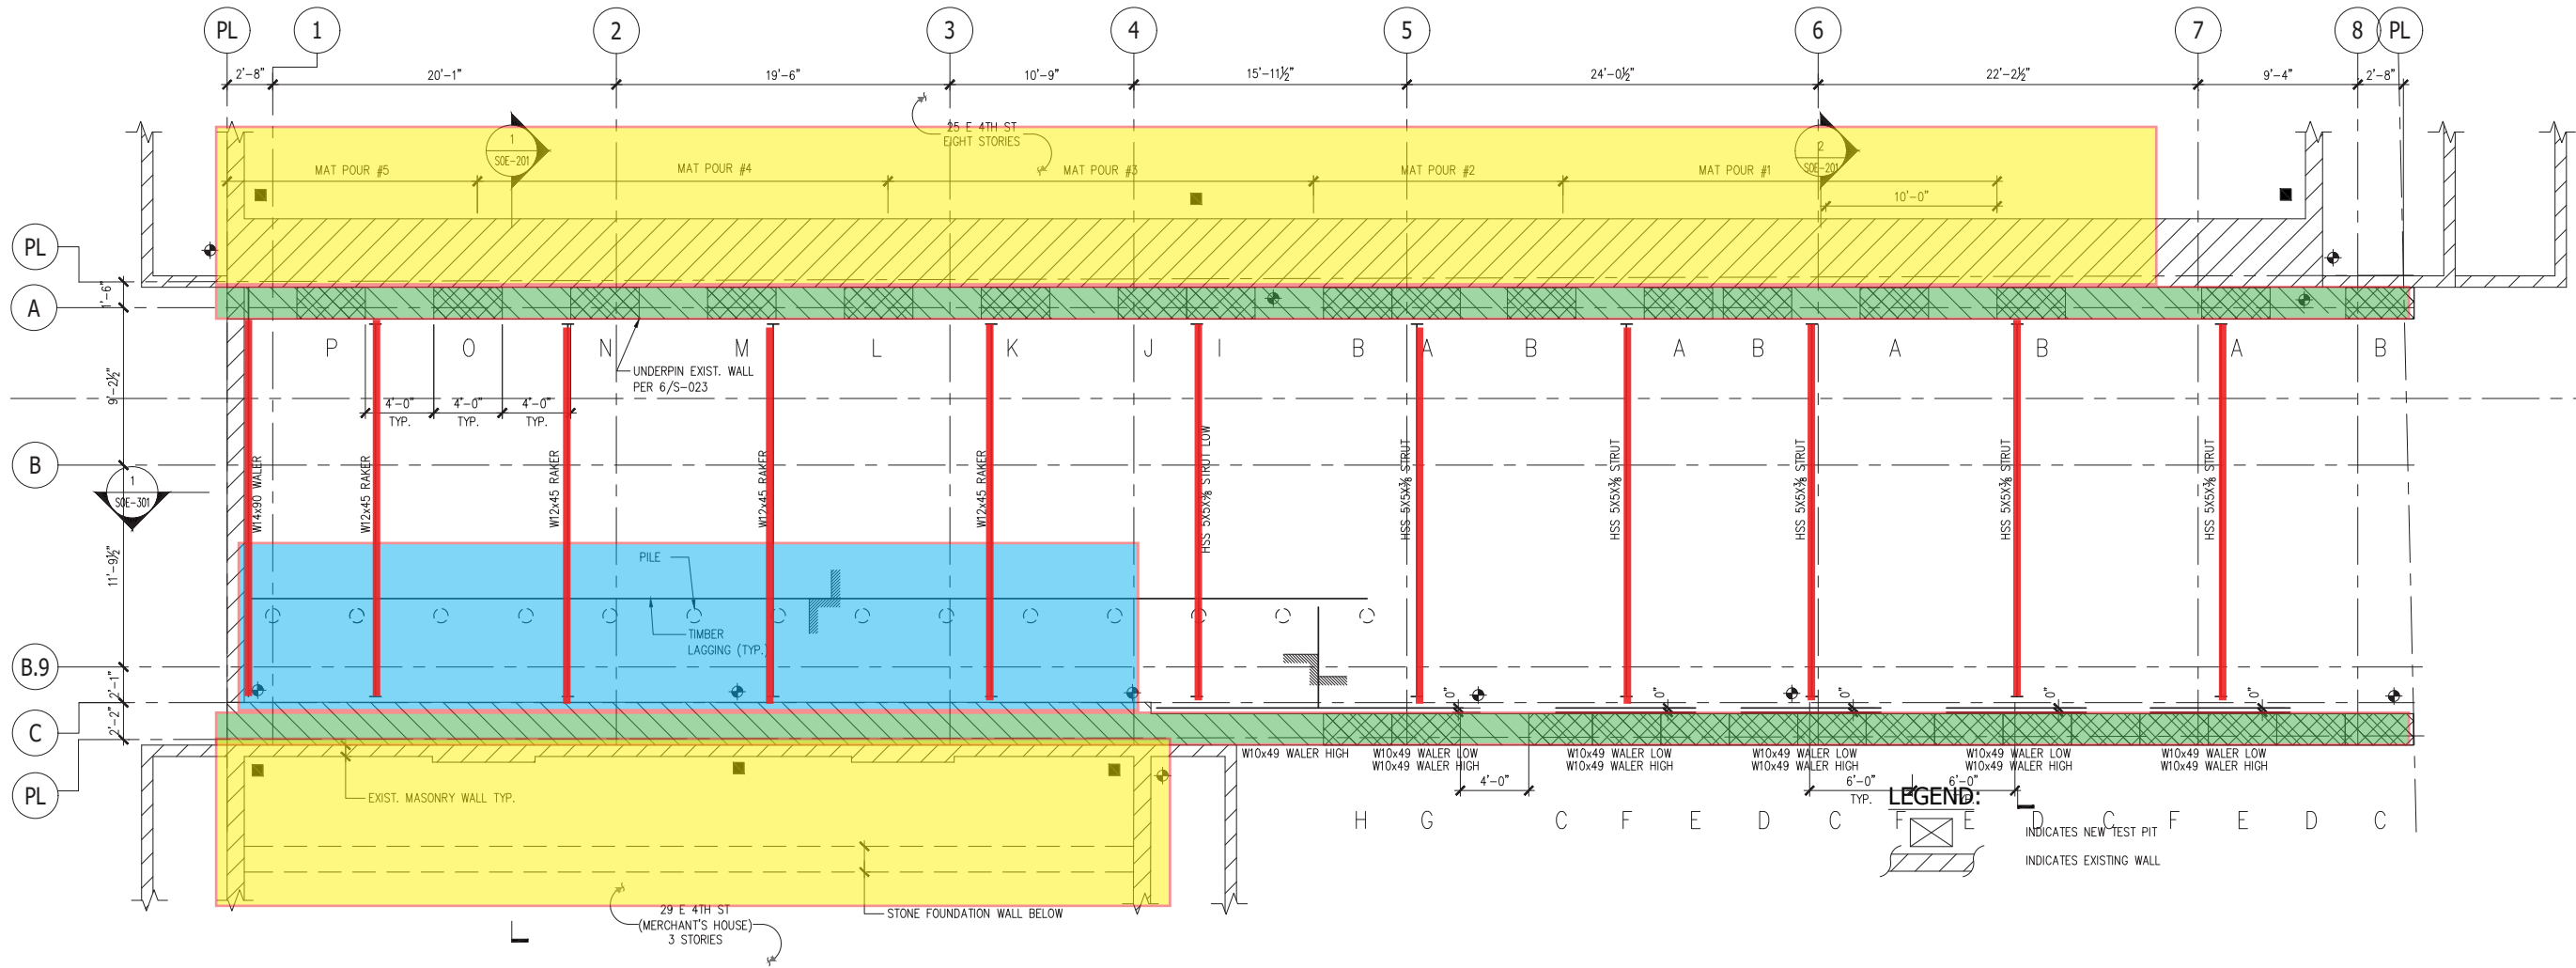 PL 1 2 3 4 5 6 7 8 PL
2'-8" 20'-1" 19'-6" 10'-9" 15'-11½" 24'-0½" 22'-2½" 9'-4" 2'-8"
25 E 4TH ST
EIGHT STORIES
1
SOE-201
2
SOE-201
MAT POUR #5 MAT POUR #4 MAT POUR #3 MAT POUR #2 MAT POUR #1
10'-0"
PL
1'-6"
A
P O N M L K J I B A B A B A B A B
UNDERPIN EXIST. WALL
PER 6/S-023
9'-2½"
4'-0" 4'-0" 4'-0"
TYP. TYP. TYP.
B
1
SOE-301
W14x90 WALER
W12x45 RAKER
W12x45 RAKER
W12x45 RAKER
W12x45 RAKER
HSS 5X5X⅜ STRUT LOW
HSS 5X5X⅜ STRUT
HSS 5X5X⅜ STRUT
HSS 5X5X⅜ STRUT
HSS 5X5X⅜ STRUT
HSS 5X5X⅜ STRUT
11'-9½"
PILE
TIMBER
LAGGING (TYP.)
B.9
2'-1"
2'-2"
C
PL
W10x49 WALER HIGH
W10x49 WALER LOW
W10x49 WALER HIGH
W10x49 WALER LOW
W10x49 WALER HIGH
W10x49 WALER LOW
W10x49 WALER HIGH
W10x49 WALER LOW
W10x49 WALER HIGH
W10x49 WALER LOW
W10x49 WALER HIGH
4'-0" 6'-0" 6'-0"
TYP. TYP.
EXIST. MASONRY WALL TYP.
H G C F E D C F E D C F E D C
LEGEND:
INDICATES NEW TEST PIT
INDICATES EXISTING WALL
29 E 4TH ST
(MERCHANT'S HOUSE)
3 STORIES
STONE FOUNDATION WALL BELOW